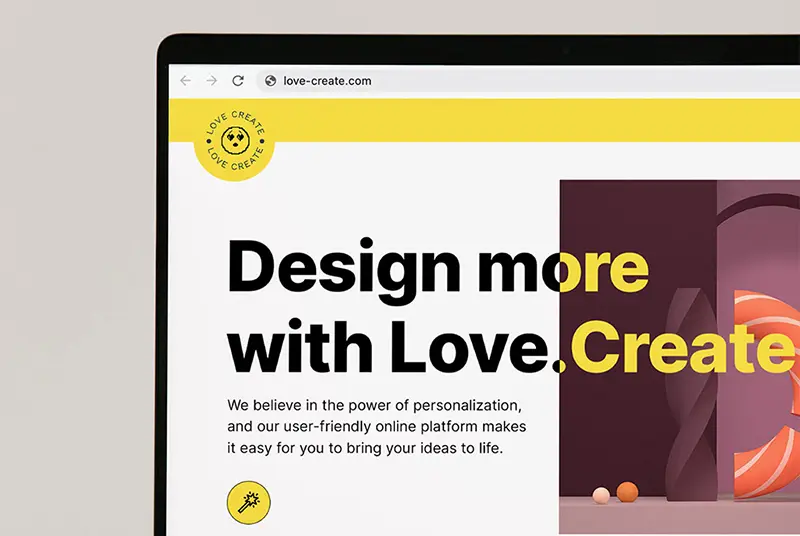 love-create.com
LOVE CREATE
LOVE CREATE
Design more
with Love.Create
We believe in the power of personalization,
and our user-friendly online platform makes
it easy for you to bring your ideas to life.